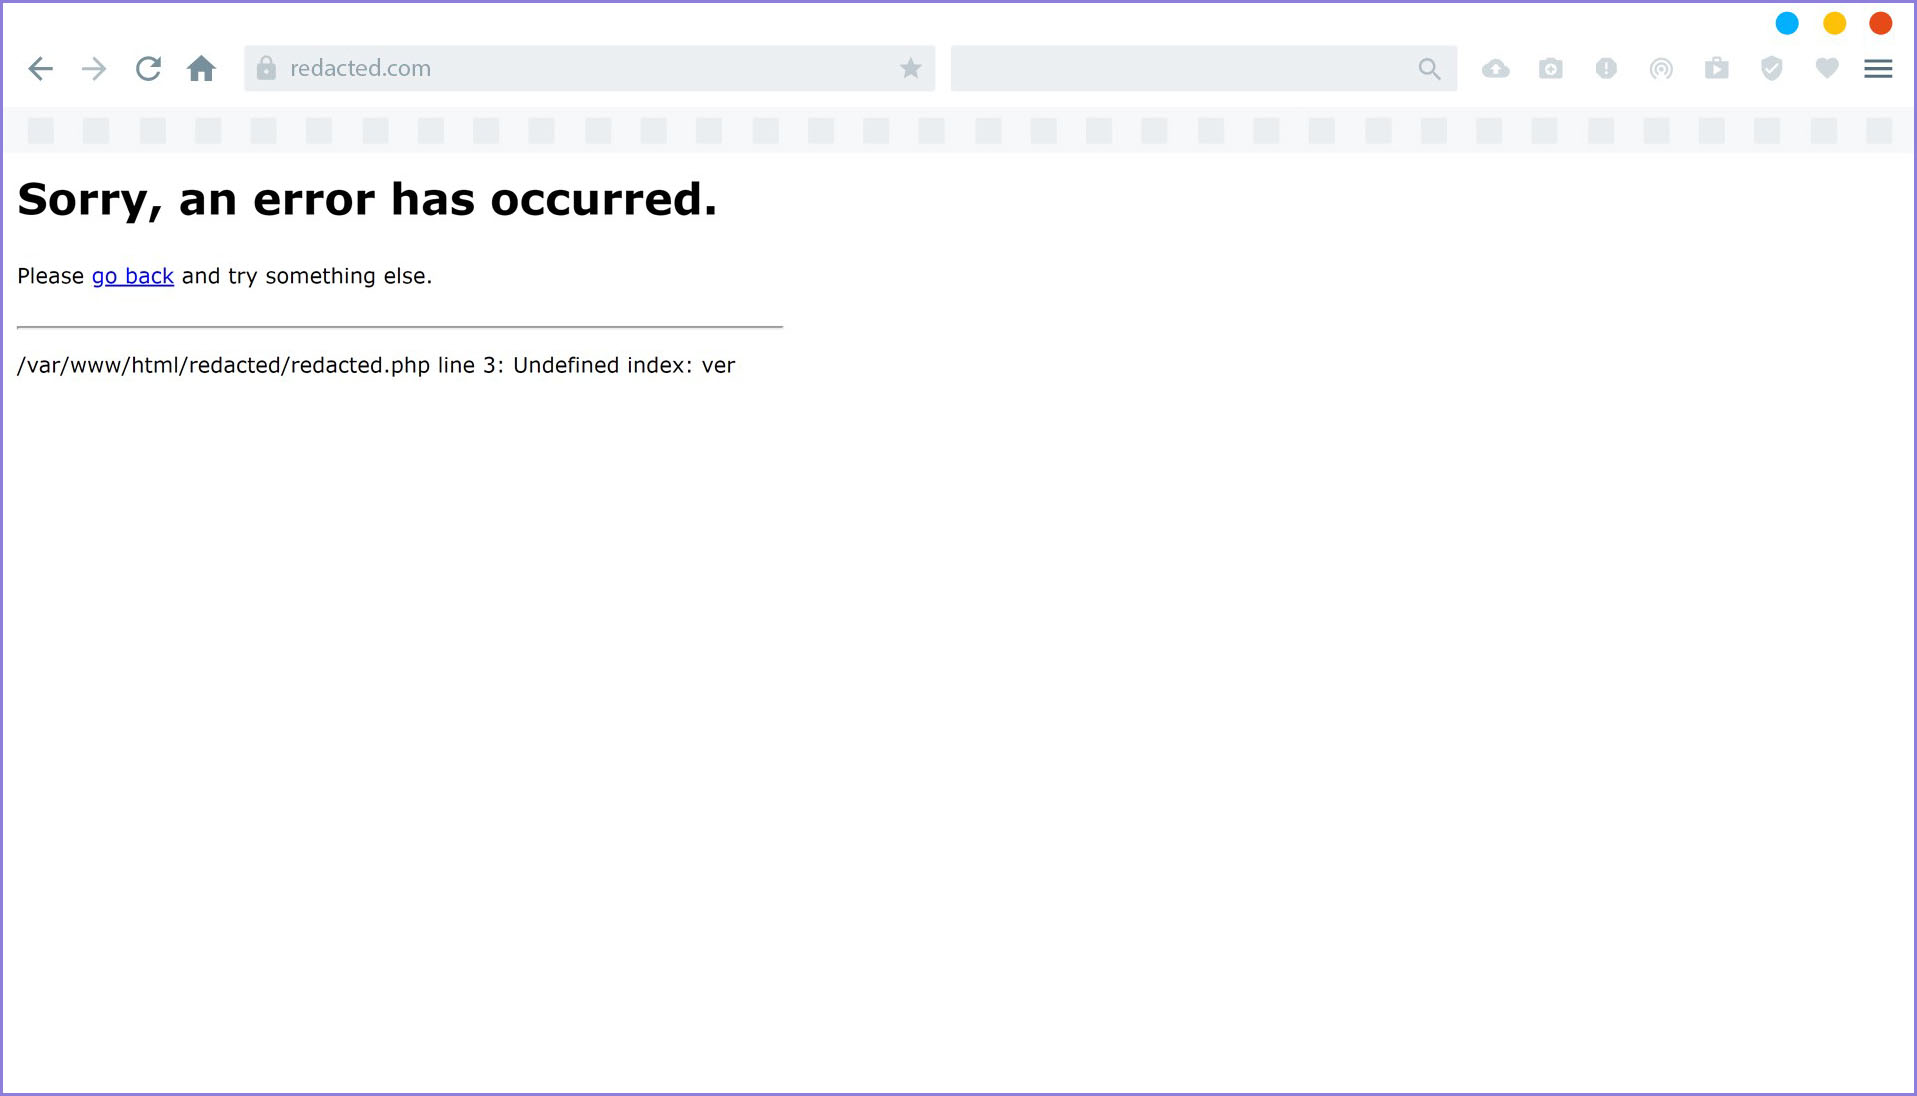 redacted.com
Sorry, an error has occurred.
Please go back and try something else.
/var/www/html/redacted/redacted.php line 3: Undefined index: ver